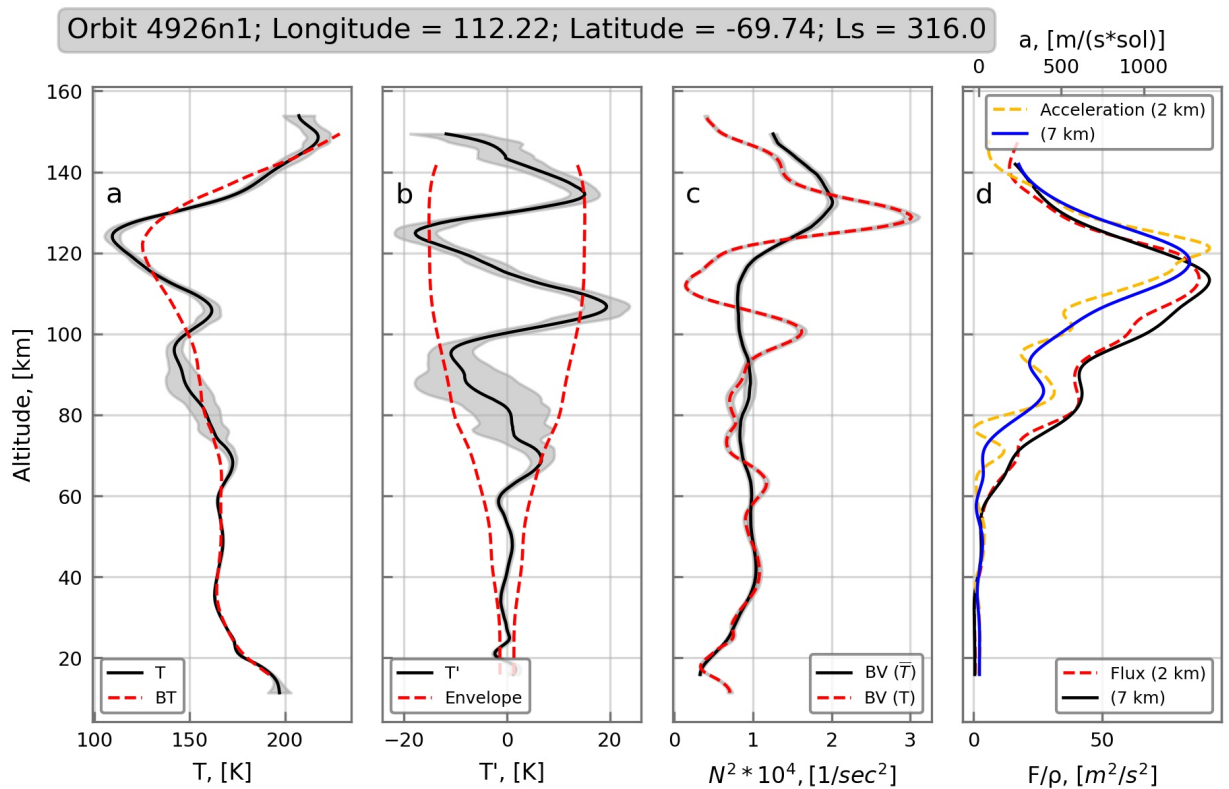 Orbit 4926n1; Longitude = 112.22; Latitude = -69.74; Ls = 316.0
a, [m/(s*sol)]
0 500 1000
160
140
120
100
80
60
40
20
Altitude, [km]
a
T
BT
100 150 200
T, [K]
b
T'
Envelope
−20 0 20
T', [K]
c
BV (T̅)
BV (T)
0 1 2 3
N² * 10⁴, [1/sec²]
Acceleration (2 km)
(7 km)
d
Flux (2 km)
(7 km)
0 50
F/ρ, [m²/s²]